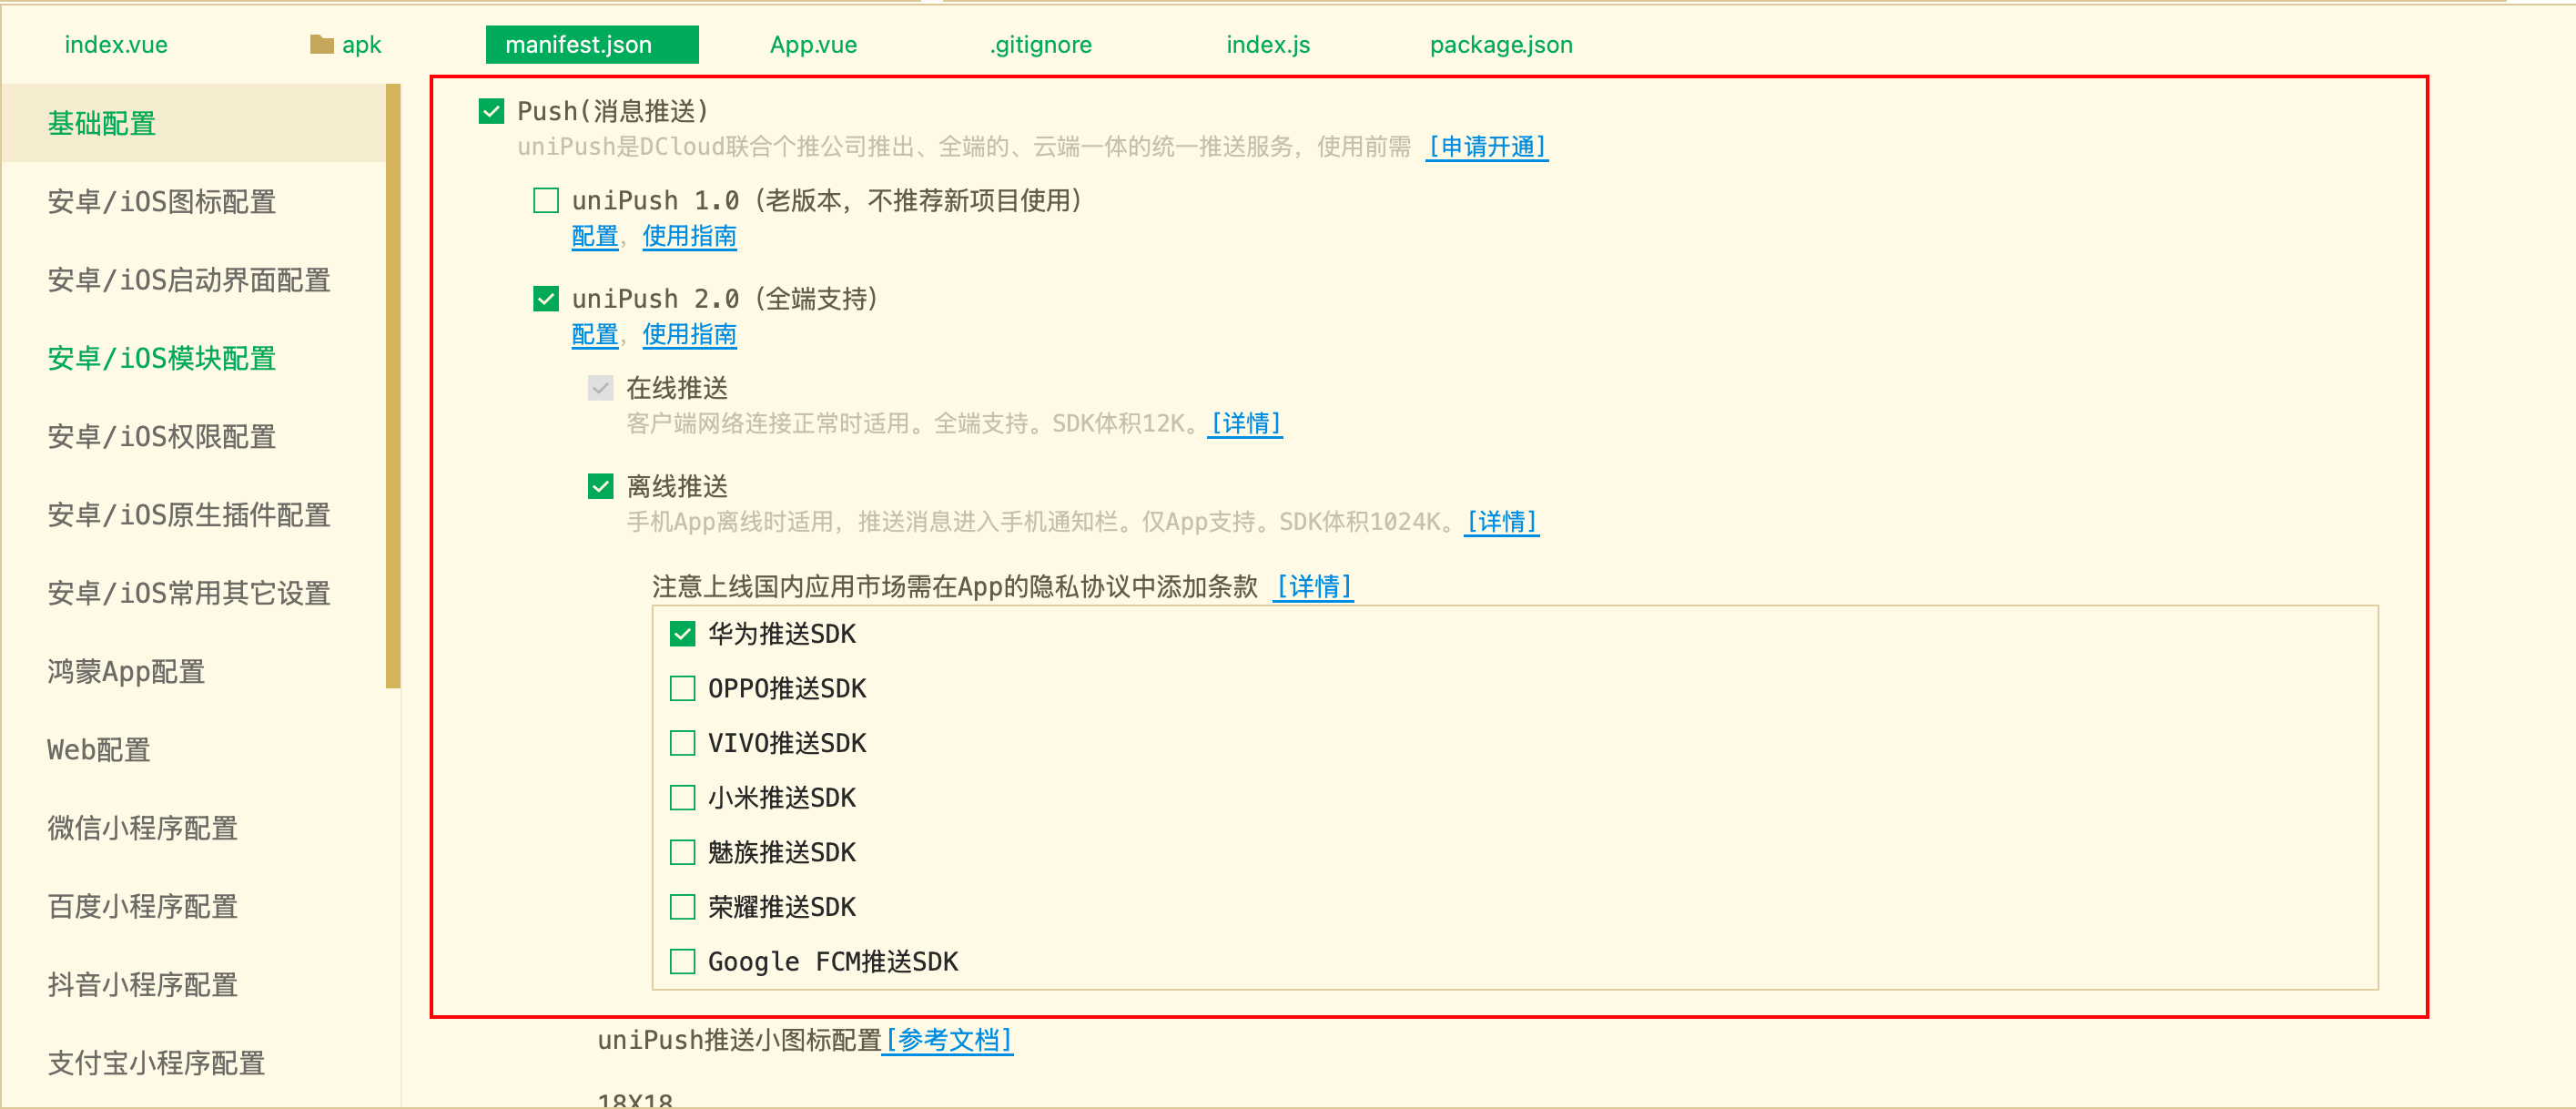 index.vue
apk
manifest.json
App.vue
.gitignore
index.js
package.json
基础配置
安卓/iOS图标配置
安卓/iOS启动界面配置
安卓/iOS模块配置
安卓/iOS权限配置
安卓/iOS原生插件配置
安卓/iOS常用其它设置
鸿蒙App配置
Web配置
微信小程序配置
百度小程序配置
抖音小程序配置
支付宝小程序配置
Push(消息推送)
uniPush是DCloud联合个推公司推出、全端的、云端一体的统一推送服务，使用前需 [申请开通]
uniPush 1.0（老版本，不推荐新项目使用）
配置，使用指南
uniPush 2.0（全端支持）
配置，使用指南
在线推送
客户端网络连接正常时适用。全端支持。SDK体积12K。[详情]
离线推送
手机App离线时适用，推送消息进入手机通知栏。仅App支持。SDK体积1024K。[详情]
注意上线国内应用市场需在App的隐私协议中添加条款 [详情]
华为推送SDK
OPPO推送SDK
VIVO推送SDK
小米推送SDK
魅族推送SDK
荣耀推送SDK
Google FCM推送SDK
uniPush推送小图标配置[参考文档]
18X18